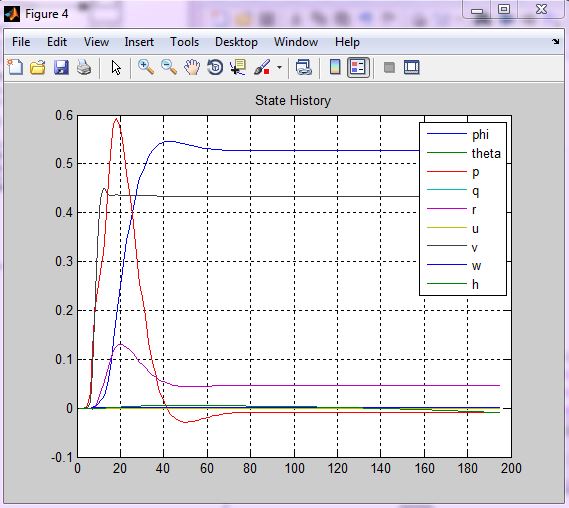 Figure 4
File Edit View Insert Tools Desktop Window Help
State History
0.6
0.5
0.4
0.3
0.2
0.1
0
-0.1
0 20 40 60 80 100 120 140 160 180 200
phi
theta
p
q
r
u
v
w
h